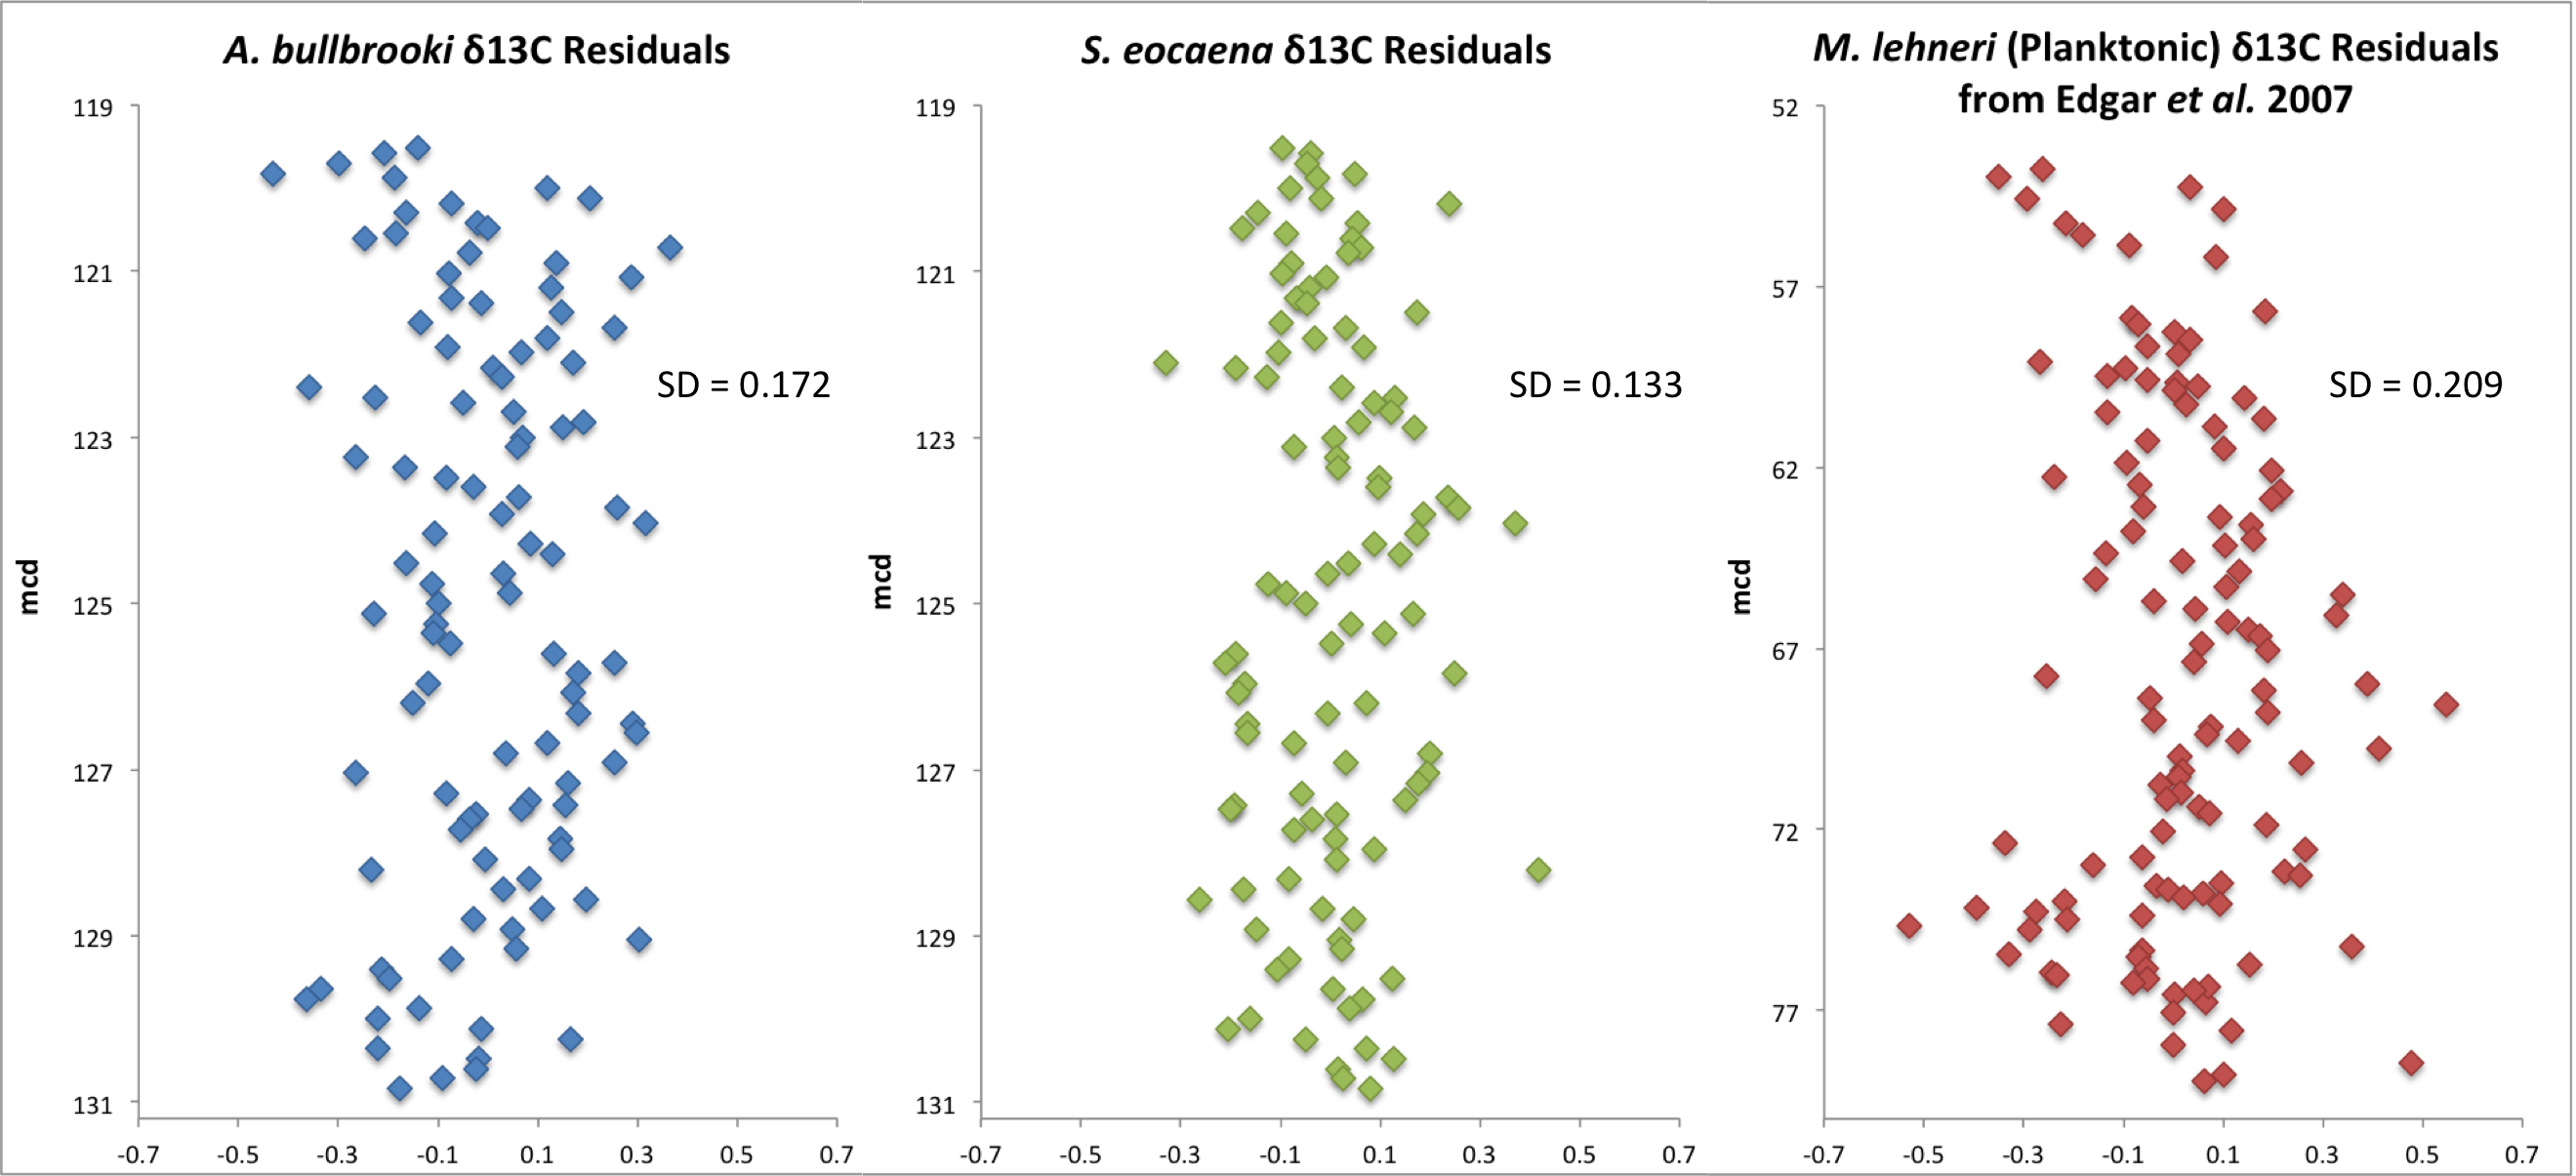 A. bullbrooki δ13C Residuals
119
121
123
125
127
129
131
mcd
SD = 0.172
-0.7 -0.5 -0.3 -0.1 0.1 0.3 0.5 0.7
S. eocaena δ13C Residuals
119
121
123
125
127
129
131
mcd
SD = 0.133
-0.7 -0.5 -0.3 -0.1 0.1 0.3 0.5 0.7
M. lehneri (Planktonic) δ13C Residuals
from Edgar et al. 2007
52
57
62
67
72
77
mcd
SD = 0.209
-0.7 -0.5 -0.3 -0.1 0.1 0.3 0.5 0.7